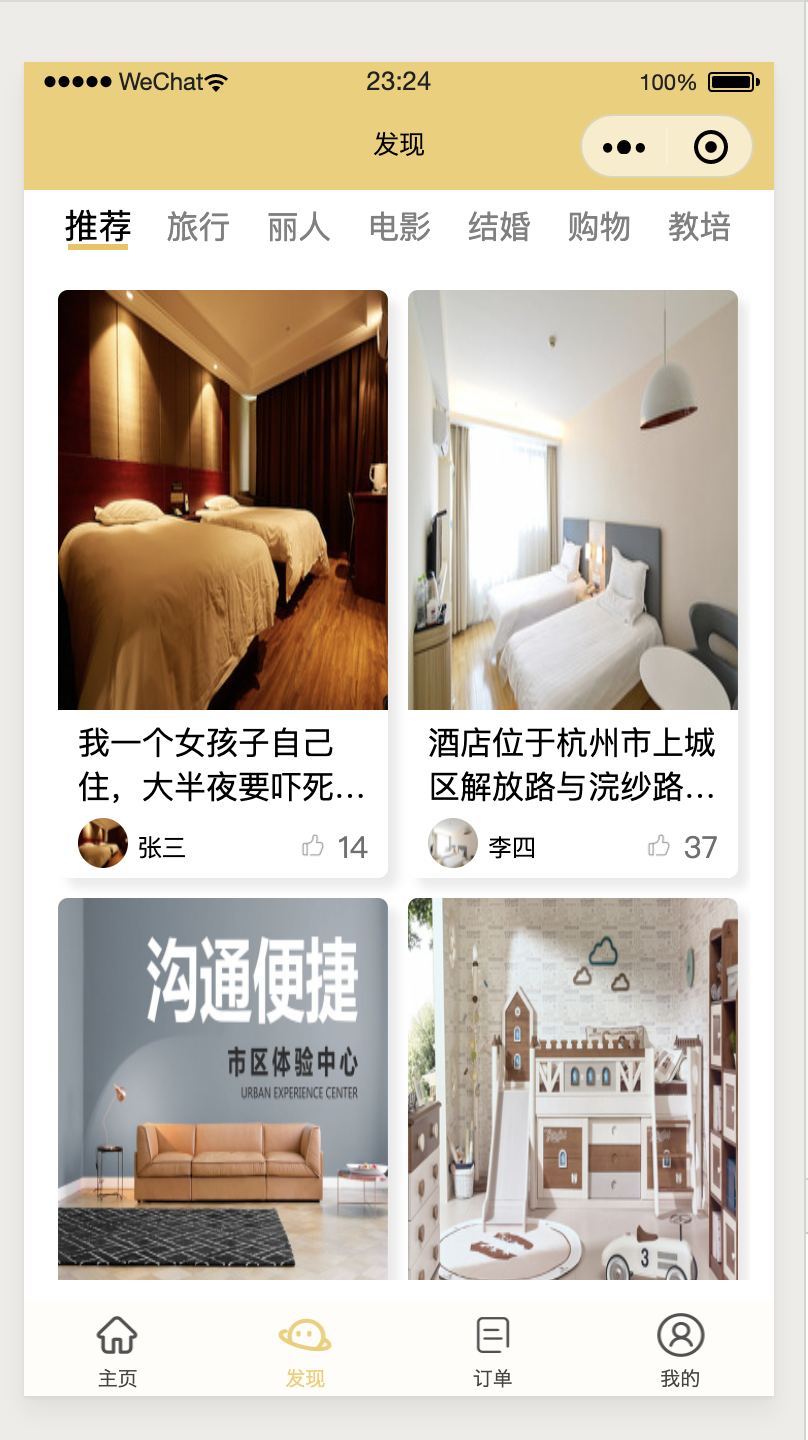 WeChat 23:24 100%
发现
推荐 旅行 丽人 电影 结婚 购物 教培
我一个女孩子自己
住，大半夜要吓死…
张三 14
酒店位于杭州市上城
区解放路与浣纱路…
李四 37
沟通便捷
市区体验中心
URBAN EXPERIENCE CENTER
3
主页 发现 订单 我的